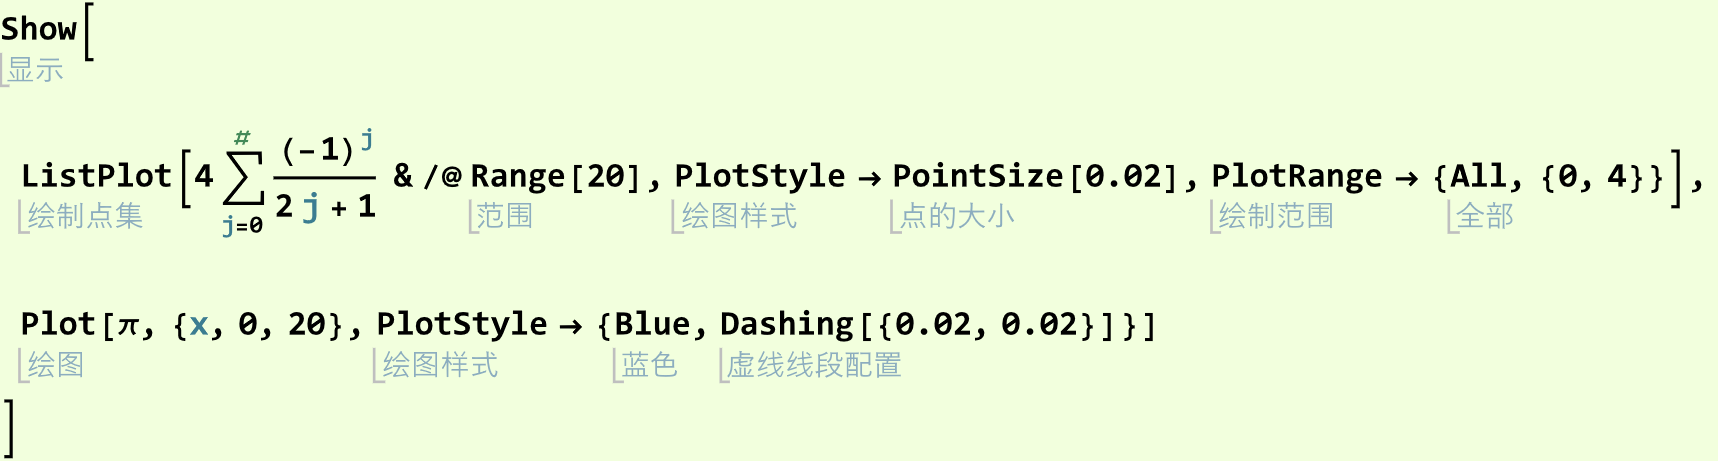 Show[
显示
ListPlot[4 ∑_{j=0}^{#} (-1)^j / (2 j + 1) & /@ Range[20], PlotStyle → PointSize[0.02], PlotRange → {All, {0, 4}}],
绘制点集 范围 绘图样式 点的大小 绘制范围 全部
Plot[π, {x, 0, 20}, PlotStyle → {Blue, Dashing[{0.02, 0.02}]}]
绘图 绘图样式 蓝色 虚线线段配置
]